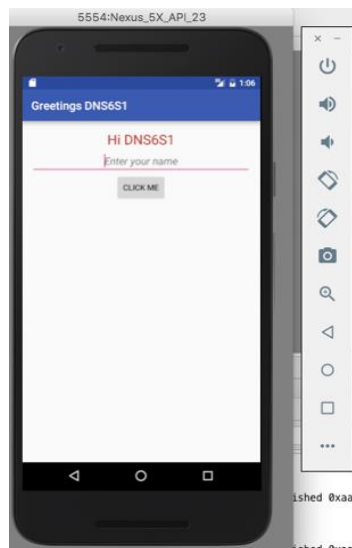 5554:Nexus_5X_API_23
1:06
Greetings DNS6S1
Hi DNS6S1
Enter your name
CLICK ME
ished 0xaa